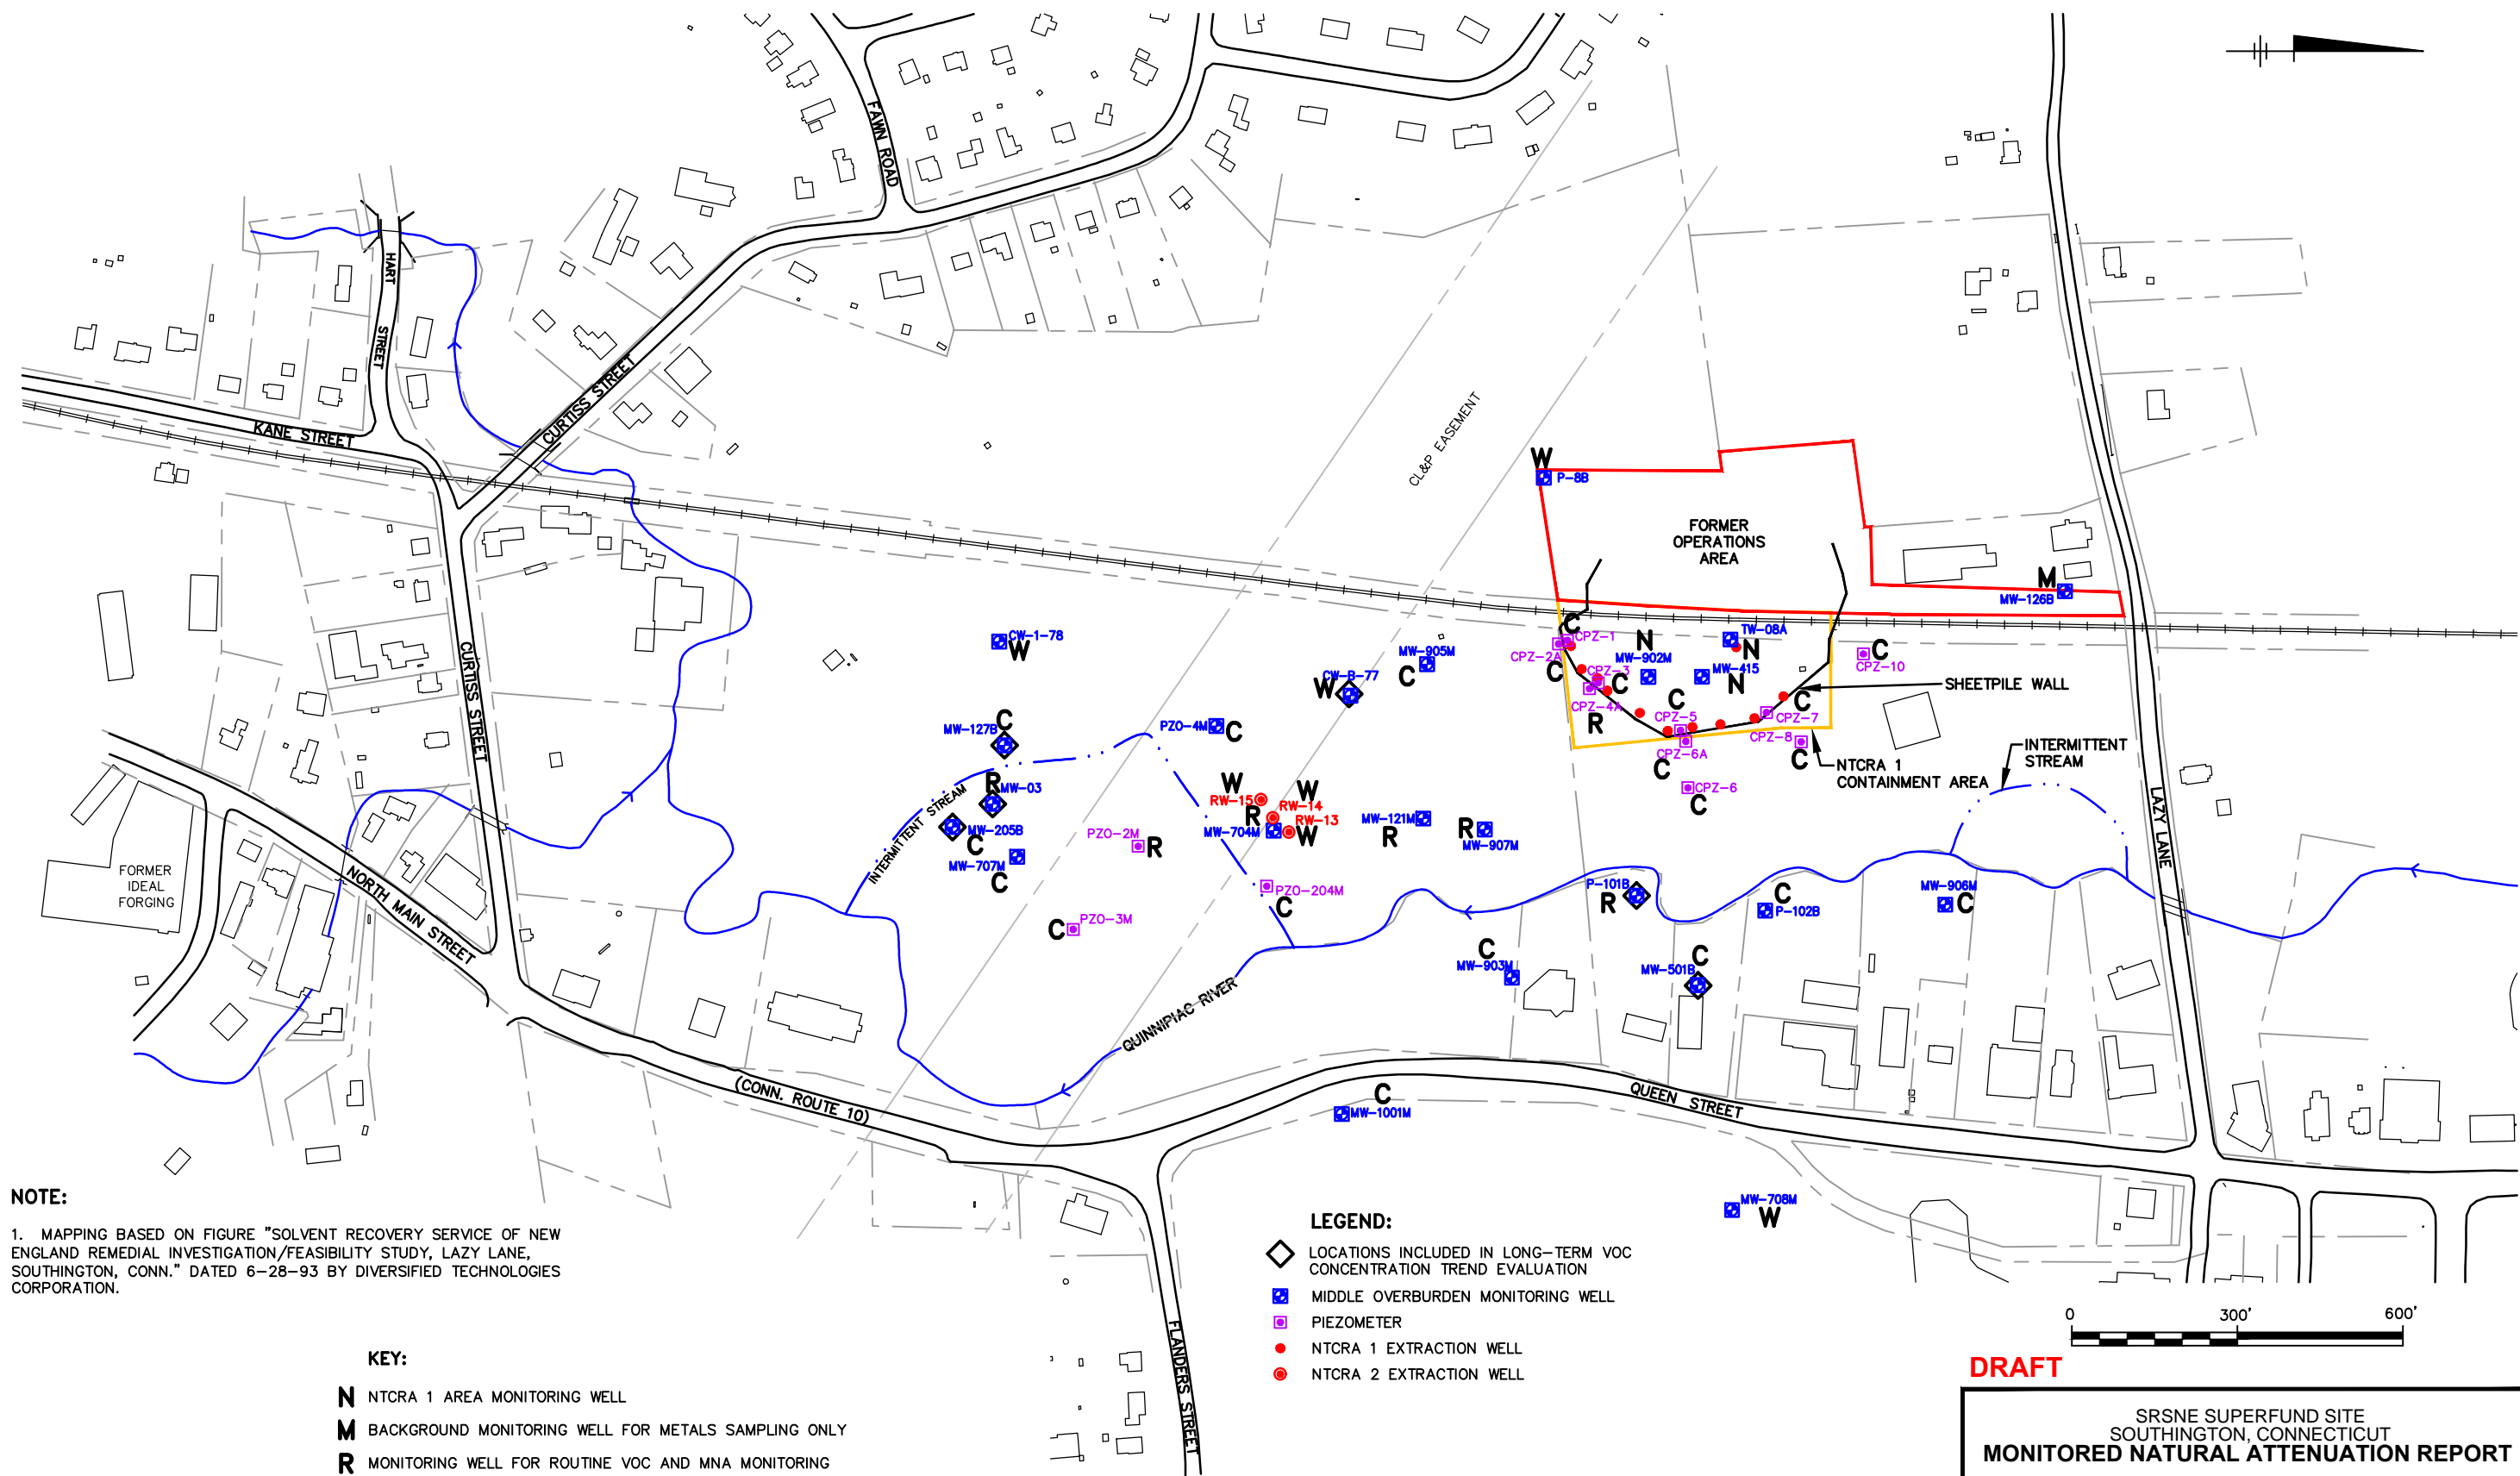 FAWN ROAD
HART
STREET
KANE STREET
CURTISS STREET
CL&P EASEMENT
W
P-8B
FORMER
OPERATIONS
AREA
M
MW-126B
CW-1-78
W
MW-905M
C
CW-B-77
W
C
CPZ-1
CPZ-2A
C
CPZ-3
C
CPZ-4A
R
N
MW-902M
TW-08A
N
MW-415
N
C
CPZ-5
CPZ-6A
C
CPZ-6
C
C
CPZ-7
CPZ-8
C
CPZ-10
C
SHEETPILE WALL
NTCRA 1
CONTAINMENT AREA
INTERMITTENT
STREAM
CURTISS STREET
C
MW-127B
R
MW-03
MW-205B
C
MW-707M
C
INTERMITTENT STREAM
PZO-4M
C
PZO-2M
R
W
RW-15
W
RW-14
R
RW-13
MW-704M
W
MW-121M
R
R
MW-907M
PZO-204M
C
C
PZO-3M
P-101B
R
C
P-102B
MW-906M
C
C
MW-903M
C
MW-501B
LAZY LANE
FORMER
IDEAL
FORGING
NORTH MAIN STREET
QUINNIPIAC RIVER
(CONN. ROUTE 10)
C
MW-1001M
QUEEN STREET
MW-708M
W
FLANDERS STREET
NOTE:
1. MAPPING BASED ON FIGURE "SOLVENT RECOVERY SERVICE OF NEW
ENGLAND REMEDIAL INVESTIGATION/FEASIBILITY STUDY, LAZY LANE,
SOUTHINGTON, CONN." DATED 6-28-93 BY DIVERSIFIED TECHNOLOGIES
CORPORATION.
KEY:
N NTCRA 1 AREA MONITORING WELL
M BACKGROUND MONITORING WELL FOR METALS SAMPLING ONLY
R MONITORING WELL FOR ROUTINE VOC AND MNA MONITORING
LEGEND:
LOCATIONS INCLUDED IN LONG-TERM VOC
CONCENTRATION TREND EVALUATION
MIDDLE OVERBURDEN MONITORING WELL
PIEZOMETER
NTCRA 1 EXTRACTION WELL
NTCRA 2 EXTRACTION WELL
0 300' 600'
DRAFT
SRSNE SUPERFUND SITE
SOUTHINGTON, CONNECTICUT
MONITORED NATURAL ATTENUATION REPORT